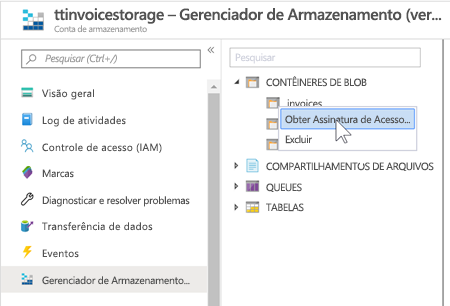 ttinvoicestorage – Gerenciador de Armazenamento (ver...
Conta de armazenamento
Pesquisar (Ctrl+/)
«
Visão geral
Log de atividades
Controle de acesso (IAM)
Marcas
Diagnosticar e resolver problemas
Transferência de dados
Eventos
Gerenciador de Armazenamento...
Pesquisar
CONTÊINERES DE BLOB
invoices
Obter Assinatura de Acesso...
Excluir
COMPARTILHAMENTOS DE ARQUIVOS
QUEUES
TABELAS